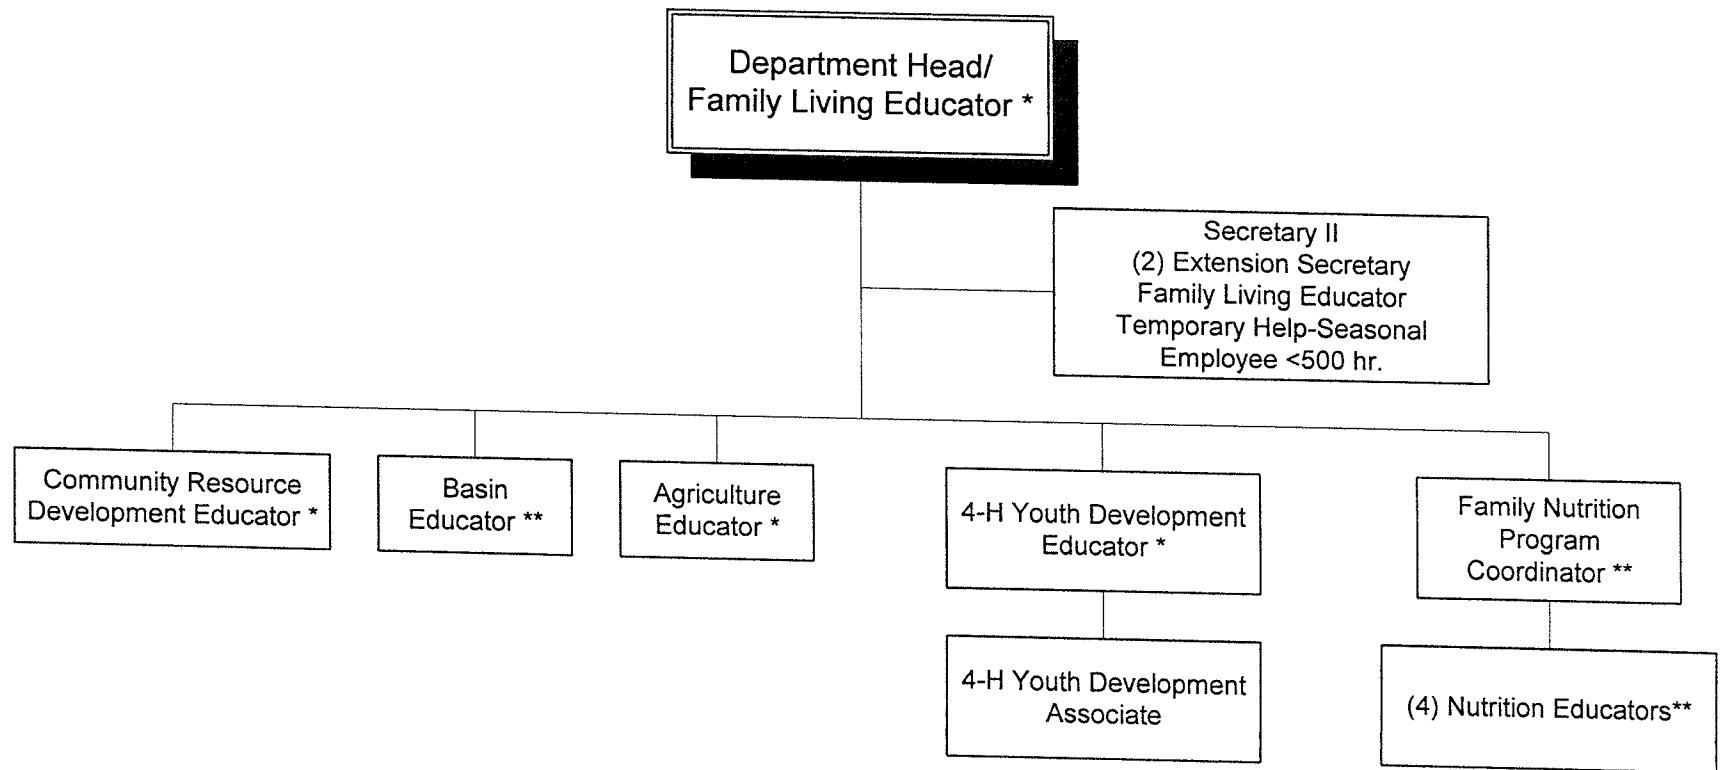 Department Head/
Family Living Educator *
Secretary II
(2) Extension Secretary
Family Living Educator
Temporary Help-Seasonal
Employee <500 hr.
Community Resource
Development Educator *
Basin
Educator **
Agriculture
Educator *
4-H Youth Development
Educator *
Family Nutrition
Program
Coordinator **
4-H Youth Development
Associate
(4) Nutrition Educators**